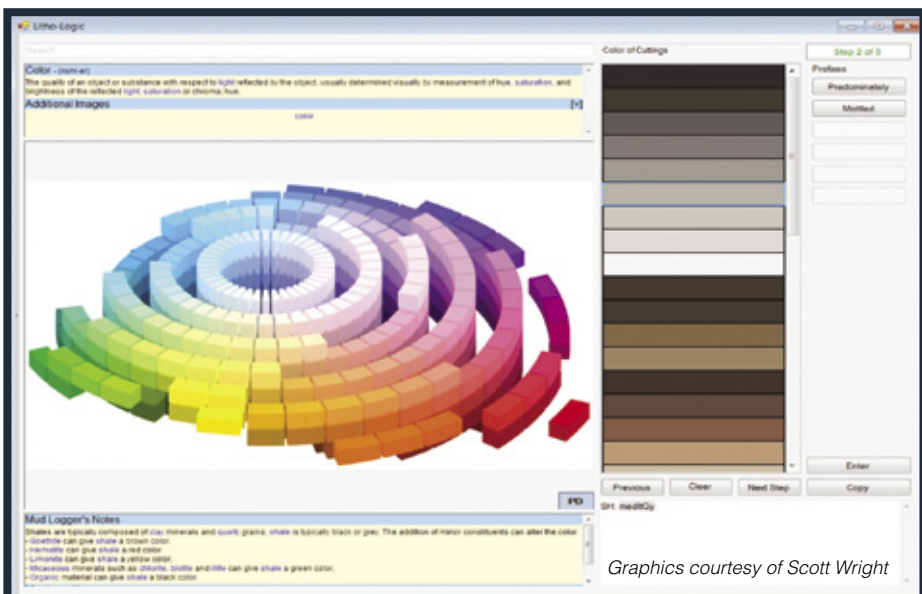 Litho-Logic
Search
Color - (kuhl-er)
The quality of an object or substance with respect to light reflected by the object, usually determined visually by measurement of hue, saturation, and
brightness of the reflected light; saturation or chroma; hue.
Additional Images
[+]
color
PD
Mud Logger's Notes
Shales are typically composed of clay minerals and quartz grains, shale is typically black or grey. The addition of minor constituents can alter the color.
- Goethite can give shale a brown color.
- Hematite can give shale a red color.
- Limonite can give shale a yellow color.
- Micaceous minerals such as chlorite, biotite and illite can give shale a green color.
- Organic material can give shale a black color.
Color of Cuttings
Previous
Clear
Next Step
SH: medltGy
Step 2 of 8
Prefixes
Predominately
Mottled
Enter
Copy
Graphics courtesy of Scott Wright